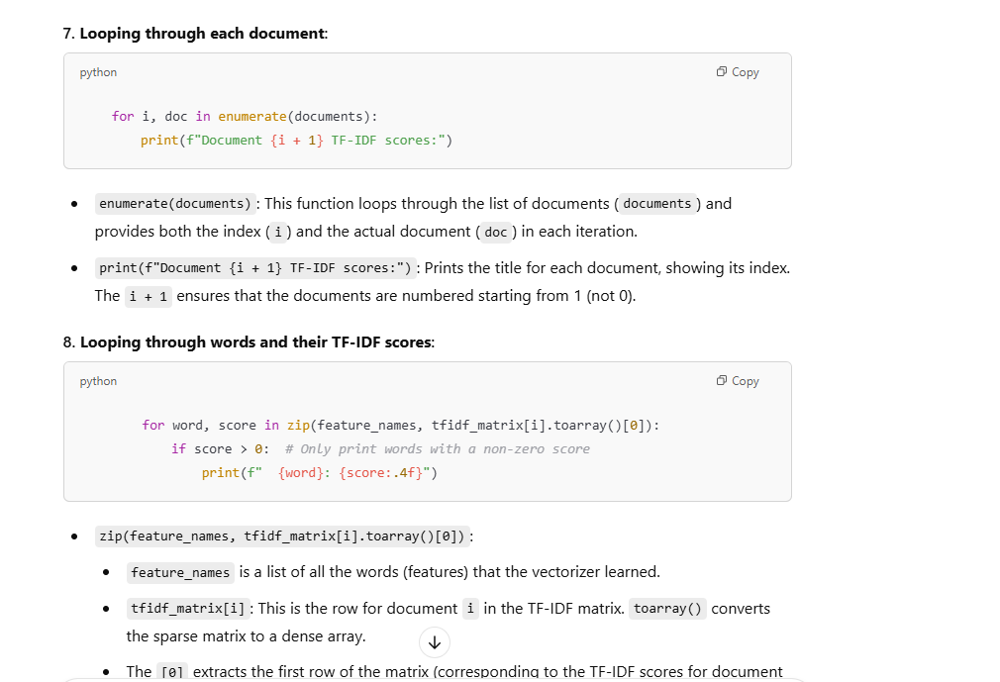 7. Looping through each document:
python
Copy
for i, doc in enumerate(documents):
print(f"Document {i + 1} TF-IDF scores:")
• enumerate(documents) : This function loops through the list of documents ( documents ) and
provides both the index ( i ) and the actual document ( doc ) in each iteration.
• print(f"Document {i + 1} TF-IDF scores:") : Prints the title for each document, showing its index.
The i + 1 ensures that the documents are numbered starting from 1 (not 0).
8. Looping through words and their TF-IDF scores:
python
Copy
for word, score in zip(feature_names, tfidf_matrix[i].toarray()[0]):
if score > 0:  # Only print words with a non-zero score
print(f"  {word}: {score:.4f}")
• zip(feature_names, tfidf_matrix[i].toarray()[0]) :
• feature_names is a list of all the words (features) that the vectorizer learned.
• tfidf_matrix[i] : This is the row for document i in the TF-IDF matrix. toarray() converts
the sparse matrix to a dense array.
• The [0] extracts the first row of the matrix (corresponding to the TF-IDF scores for document